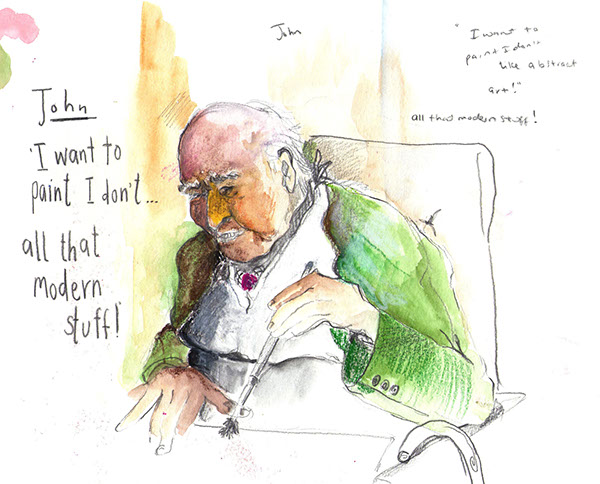 John
'I want to
paint I don't...
all that
modern
stuff!
John
"I want to
paint I don't
like abstract
art!"
all that modern stuff!